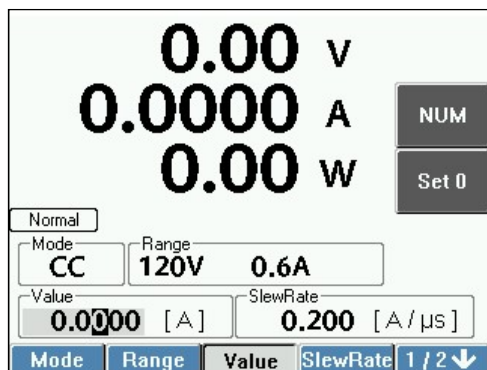 0.00 V
0.0000 A
0.00 W
NUM
Set 0
Normal
Mode
CC
Range
120V 0.6A
Value
0.0000 [A]
SlewRate
0.200 [A/µs]
Mode Range Value SlewRate 1/2